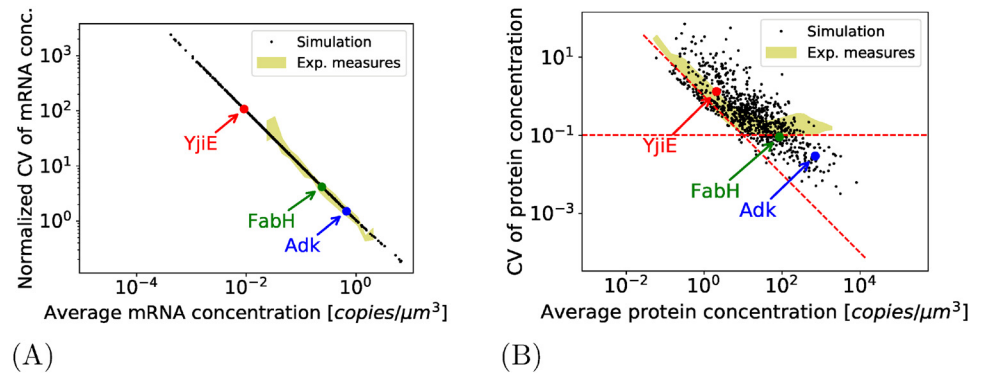 Normalized CV of mRNA conc.
10³
10²
10¹
10⁰
Simulation
Exp. measures
YjiE
FabH
Adk
10⁻⁴
10⁻²
10⁰
Average mRNA concentration [copies/μm³]
(A)
CV of protein concentration
10¹
10⁻¹
10⁻³
Simulation
Exp. measures
YjiE
FabH
Adk
10⁻²
10⁰
10²
10⁴
Average protein concentration [copies/μm³]
(B)